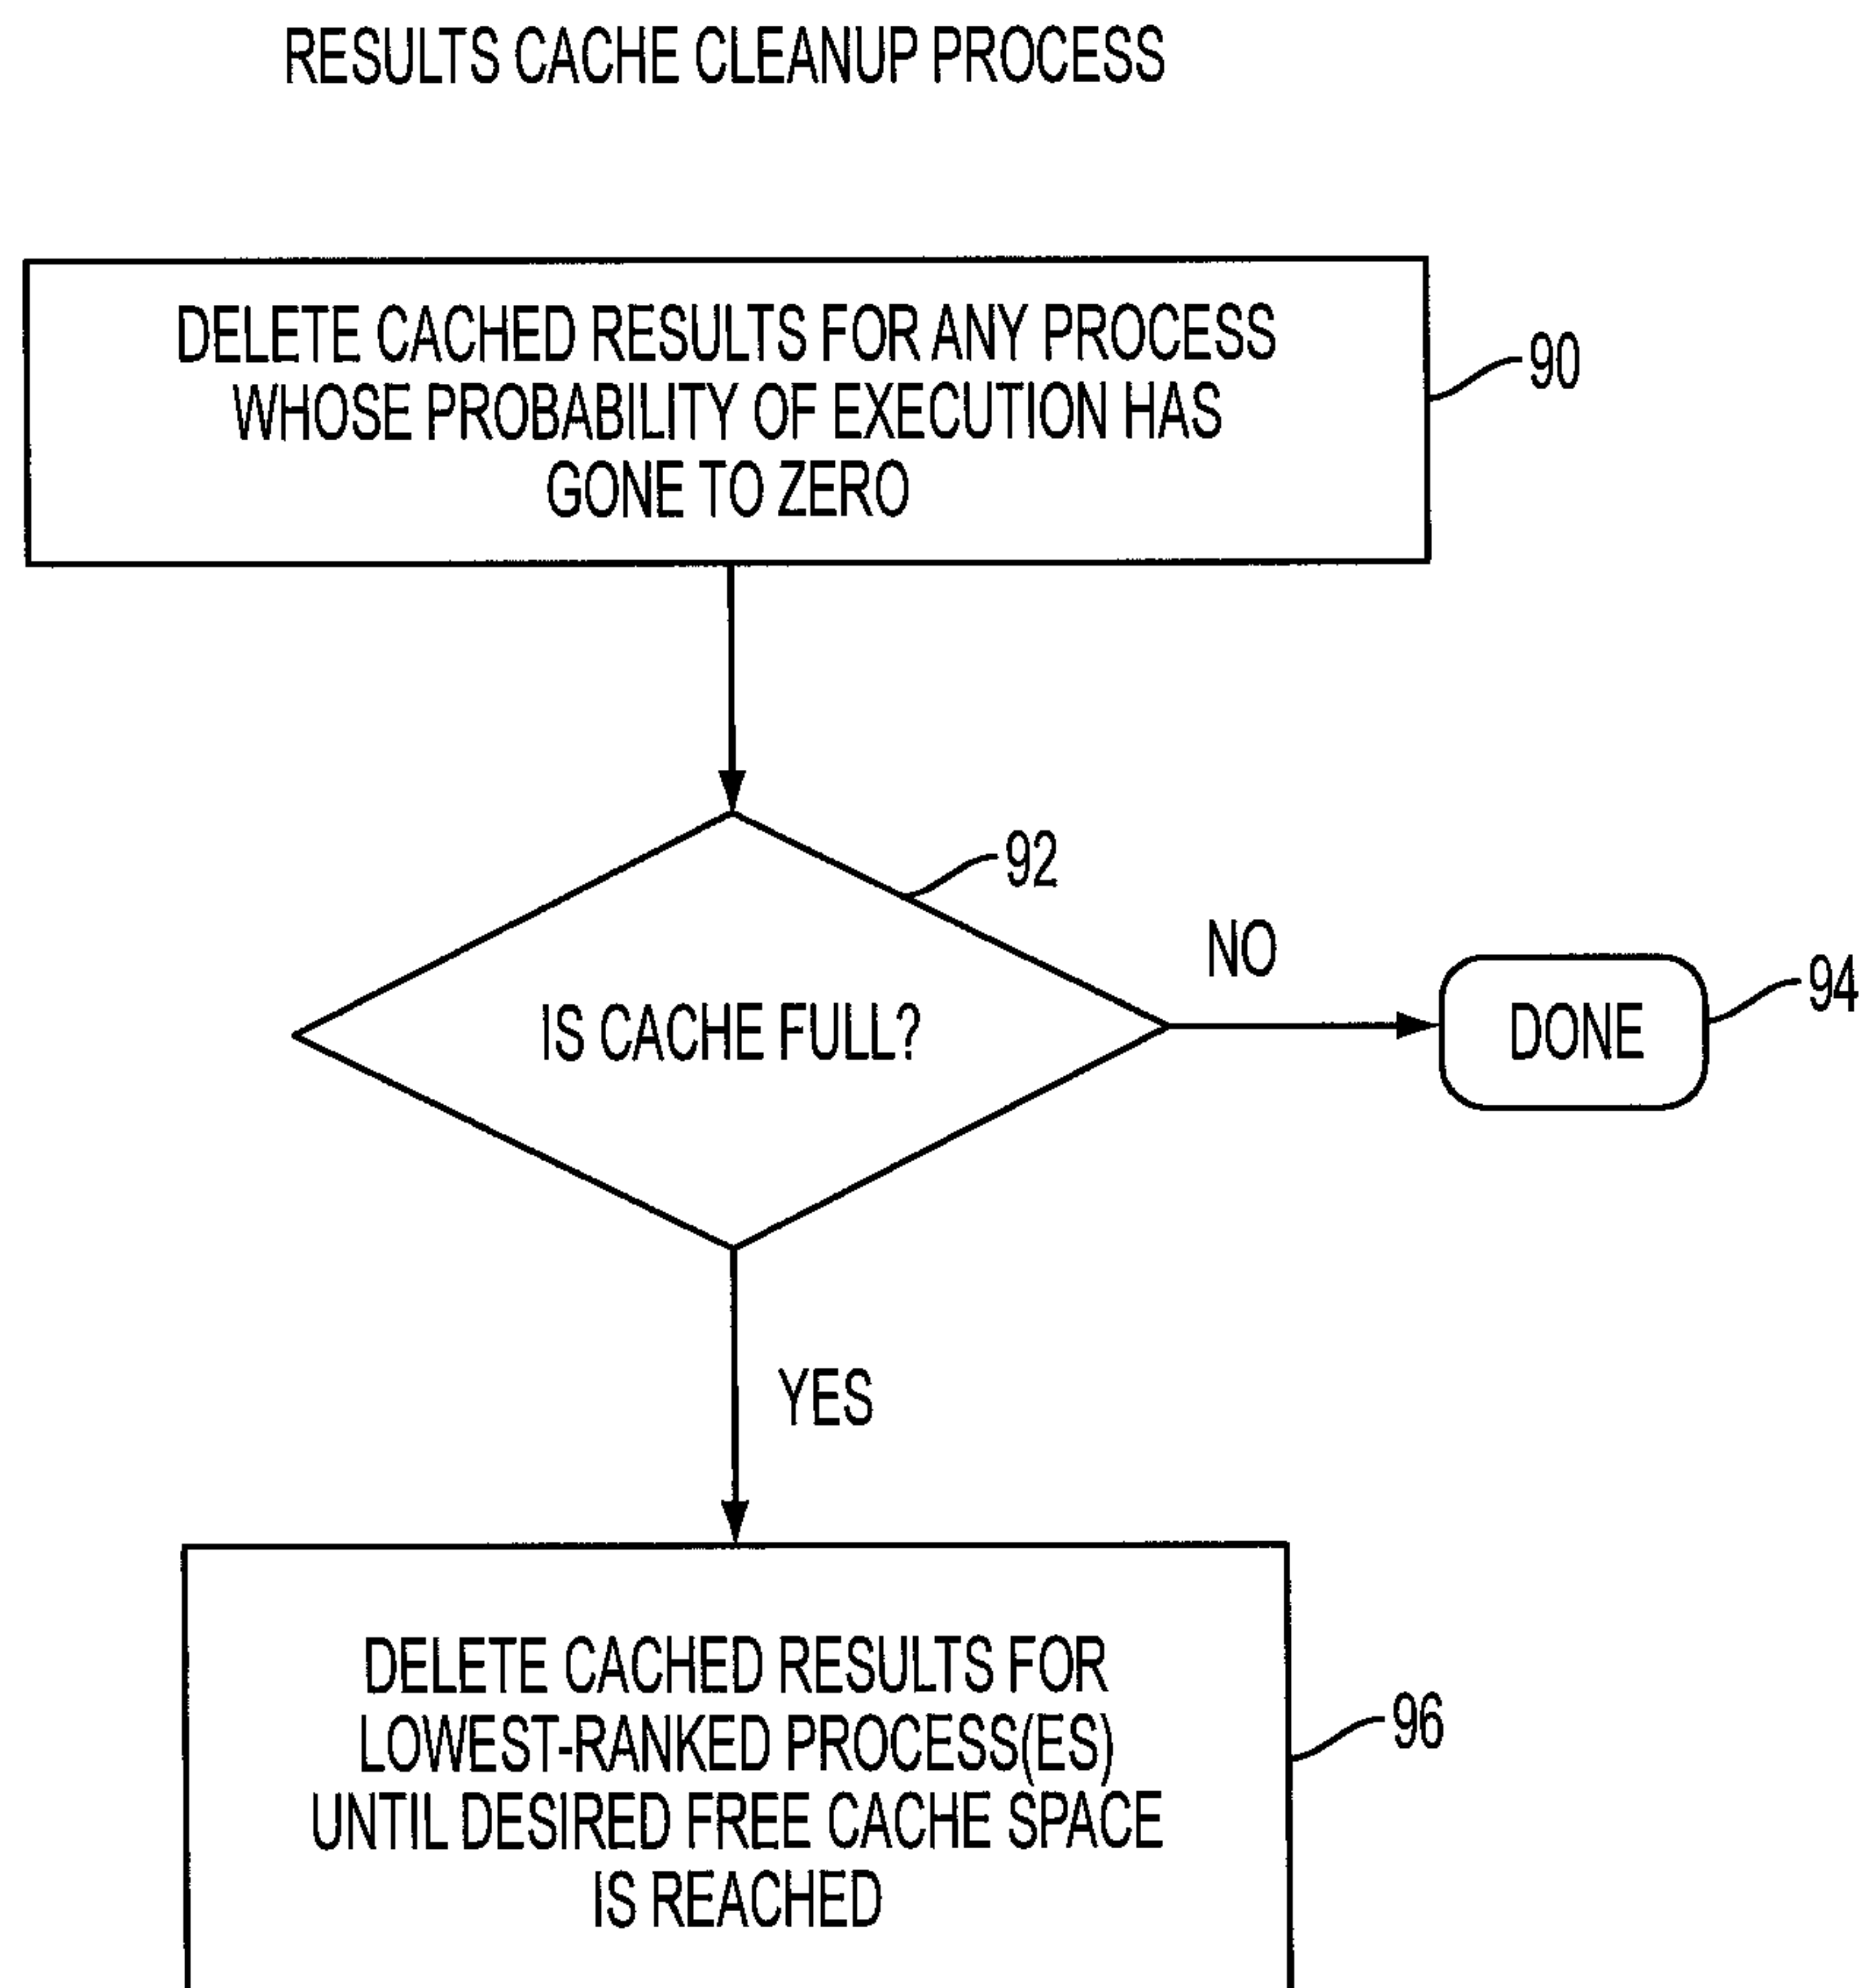 RESULTS CACHE CLEANUP PROCESS
DELETE CACHED RESULTS FOR ANY PROCESS
WHOSE PROBABILITY OF EXECUTION HAS
GONE TO ZERO
90
92
IS CACHE FULL?
NO
DONE
94
YES
DELETE CACHED RESULTS FOR
LOWEST-RANKED PROCESS(ES)
UNTIL DESIRED FREE CACHE SPACE
IS REACHED
96